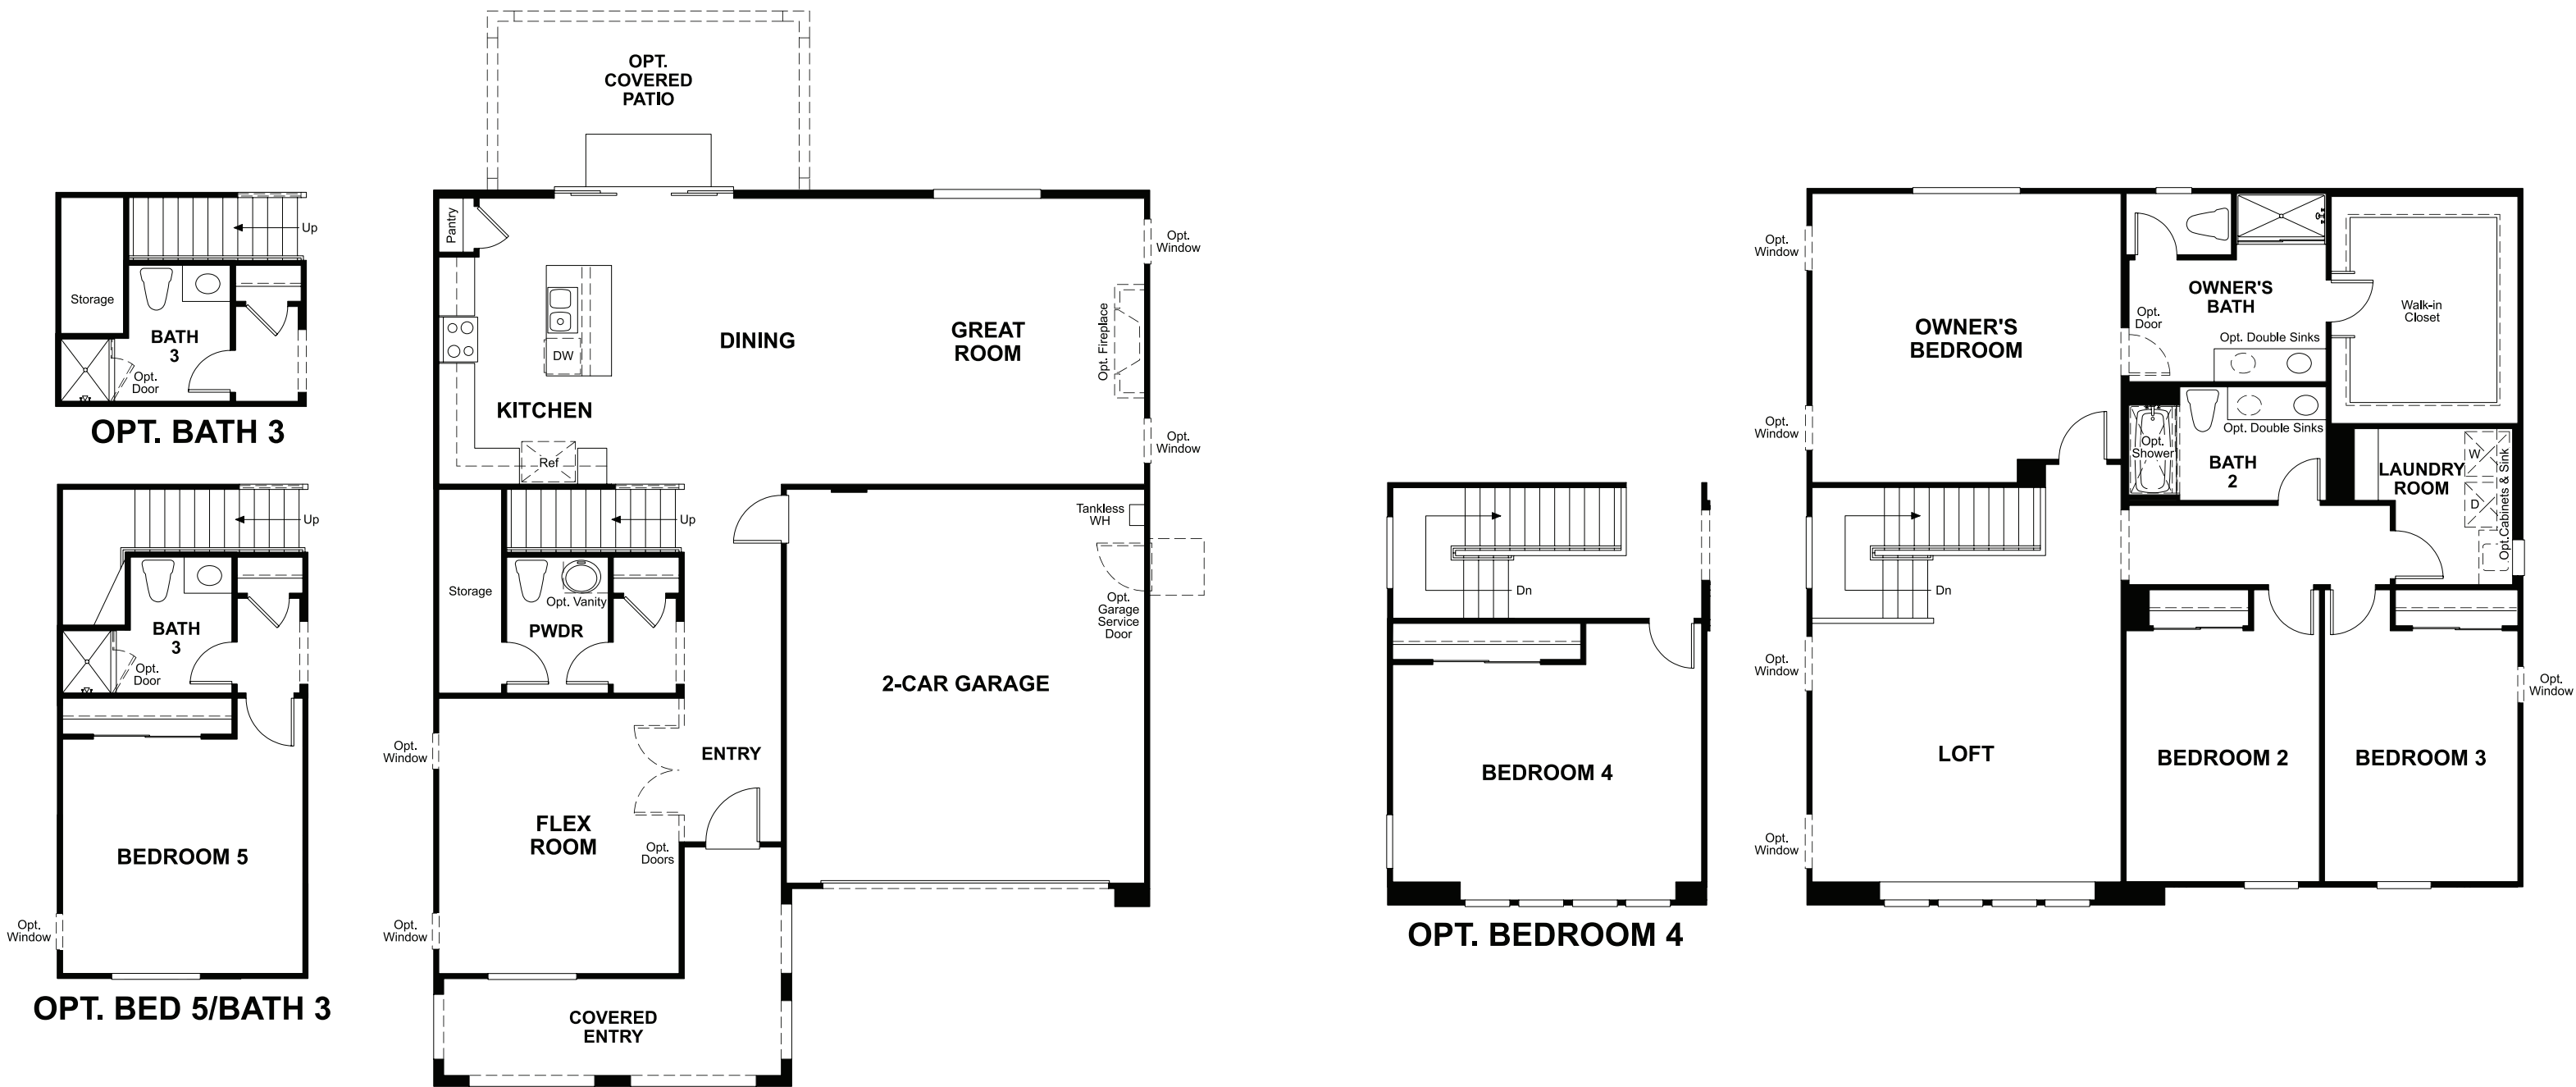 Storage
Up
BATH
3
Opt.
Door
OPT. BATH 3
Up
BATH
3
Opt.
Door
BEDROOM 5
Opt.
Window
OPT. BED 5/BATH 3
OPT.
COVERED
PATIO
Pantry
Opt.
Window
DW
DINING
GREAT
ROOM
Opt. Fireplace
KITCHEN
Ref
Opt.
Window
Up
Tankless
WH
Storage
Opt. Vanity
PWDR
Opt.
Garage
Service
Door
2-CAR GARAGE
Opt.
Window
ENTRY
FLEX
ROOM
Opt.
Doors
Opt.
Window
COVERED
ENTRY
Dn
BEDROOM 4
OPT. BEDROOM 4
Opt.
Window
OWNER'S
BEDROOM
OWNER'S
BATH
Opt.
Door
Opt. Double Sinks
Walk-in
Closet
Opt.
Window
Opt.
Shower
Opt. Double Sinks
BATH
2
LAUNDRY
ROOM
W
D
Opt.Cabinets & Sink
Dn
Opt.
Window
Opt.
Window
LOFT
BEDROOM 2
BEDROOM 3
Opt.
Window